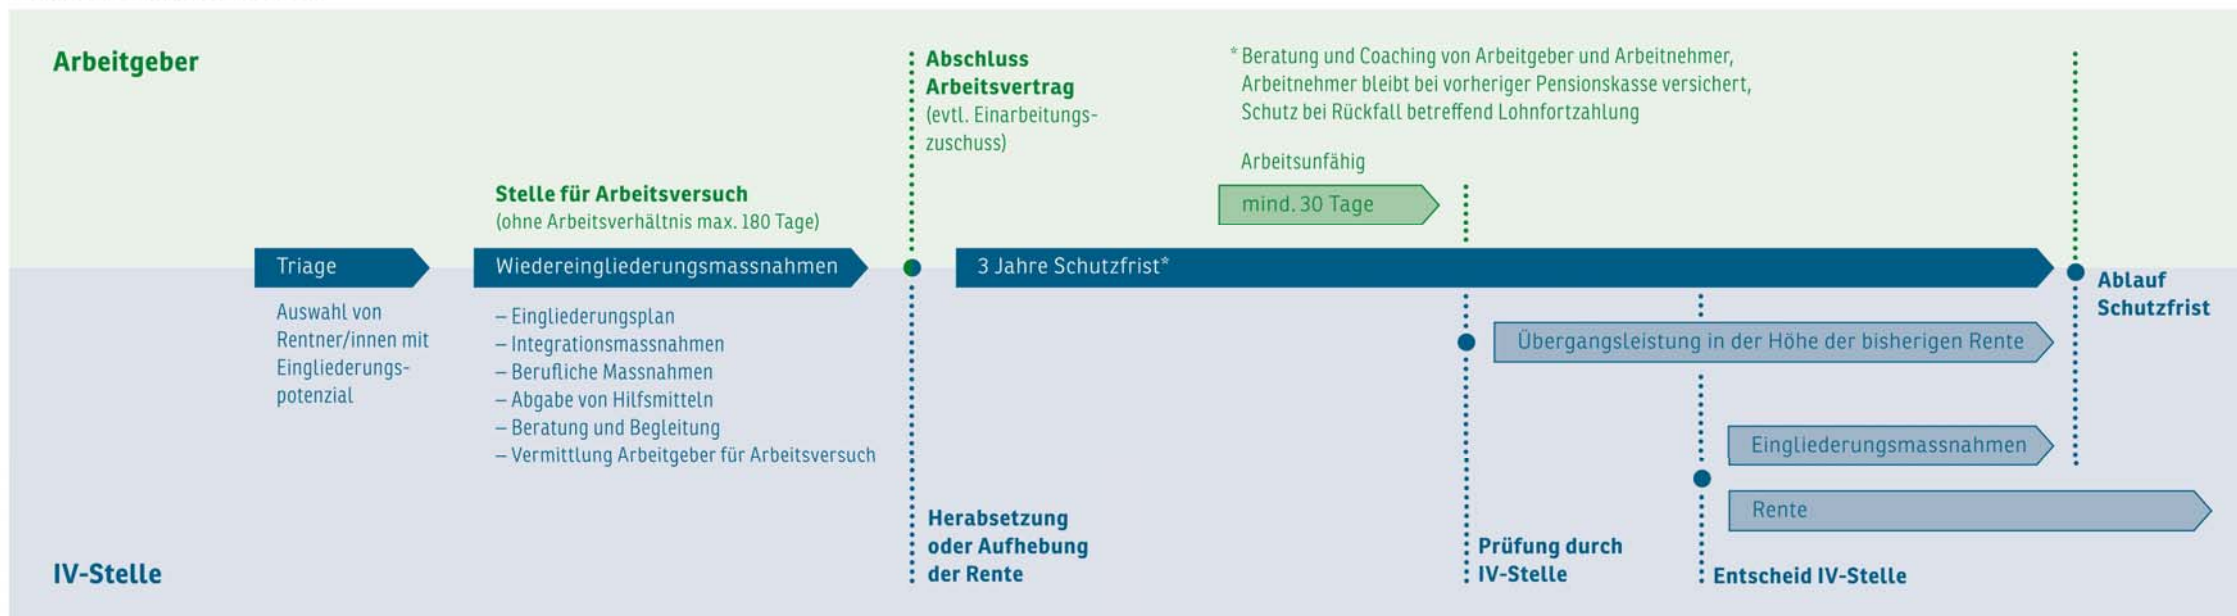 Arbeitgeber
Abschluss
Arbeitsvertrag
(evtl. Einarbeitungs-
zuschuss)
* Beratung und Coaching von Arbeitgeber und Arbeitnehmer,
Arbeitnehmer bleibt bei vorheriger Pensionskasse versichert,
Schutz bei Rückfall betreffend Lohnfortzahlung
Arbeitsunfähig
mind. 30 Tage
Stelle für Arbeitsversuch
(ohne Arbeitsverhältnis max. 180 Tage)
Triage
Wiedereingliederungsmassnahmen
3 Jahre Schutzfrist*
Ablauf
Schutzfrist
Auswahl von
Rentner/innen mit
Eingliederungs-
potenzial
– Eingliederungsplan
– Integrationsmassnahmen
– Berufliche Massnahmen
– Abgabe von Hilfsmitteln
– Beratung und Begleitung
– Vermittlung Arbeitgeber für Arbeitsversuch
Übergangsleistung in der Höhe der bisherigen Rente
Eingliederungsmassnahmen
Rente
Herabsetzung
oder Aufhebung
der Rente
Prüfung durch
IV-Stelle
Entscheid IV-Stelle
IV-Stelle